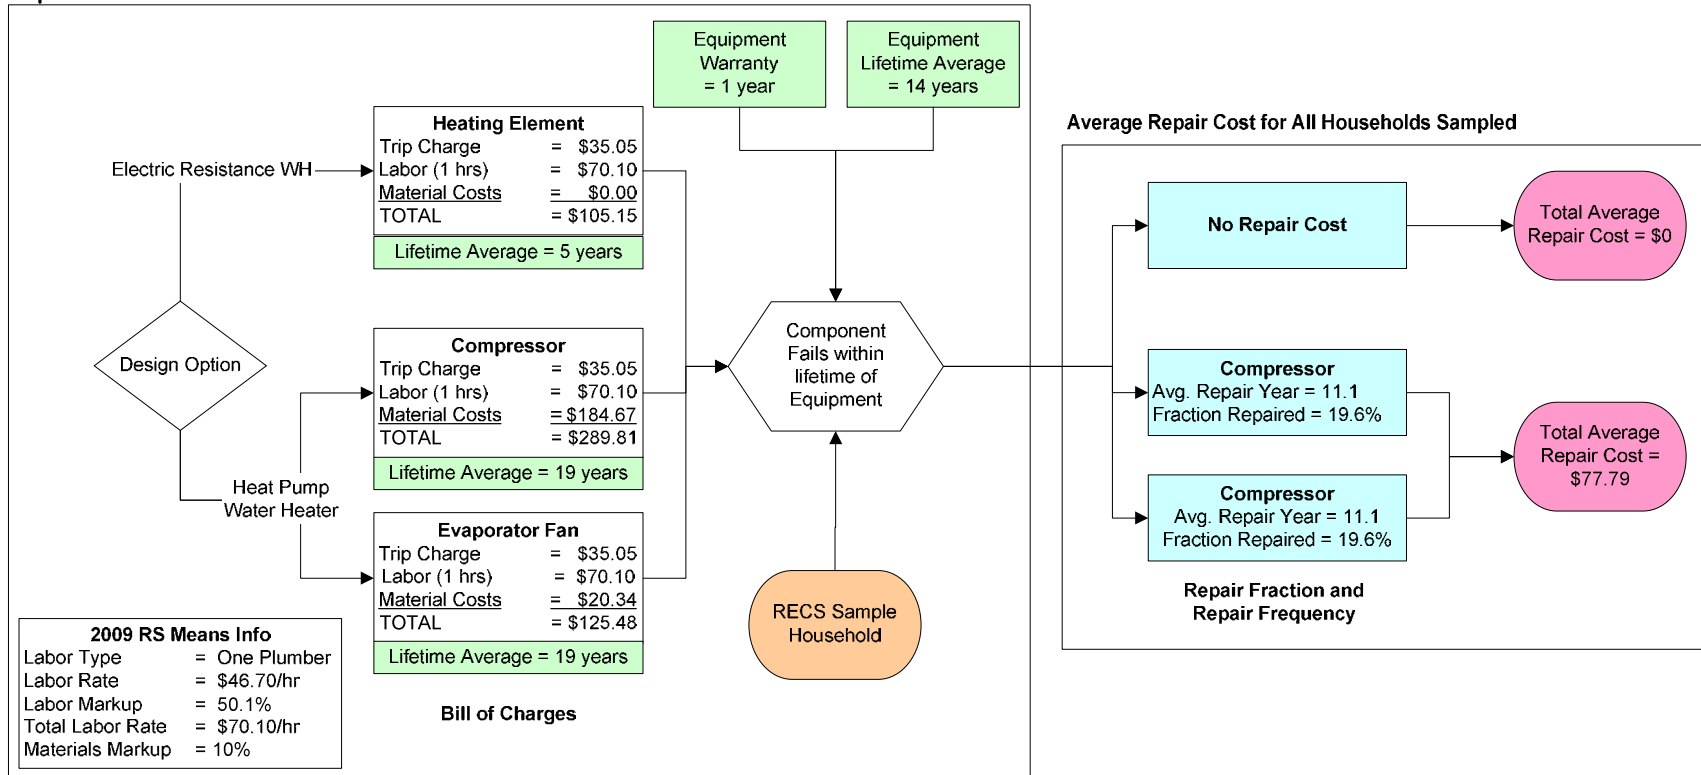 Equipment
Warranty
= 1 year
Equipment
Lifetime Average
= 14 years
Average Repair Cost for All Households Sampled
Electric Resistance WH
Heating Element
Trip Charge = $35.05
Labor (1 hrs) = $70.10
Material Costs = $0.00
TOTAL = $105.15
Lifetime Average = 5 years
Design Option
Compressor
Trip Charge = $35.05
Labor (1 hrs) = $70.10
Material Costs = $184.67
TOTAL = $289.81
Lifetime Average = 19 years
Heat Pump
Water Heater
Evaporator Fan
Trip Charge = $35.05
Labor (1 hrs) = $70.10
Material Costs = $20.34
TOTAL = $125.48
Lifetime Average = 19 years
Bill of Charges
2009 RS Means Info
Labor Type = One Plumber
Labor Rate = $46.70/hr
Labor Markup = 50.1%
Total Labor Rate = $70.10/hr
Materials Markup = 10%
Component
Fails within
lifetime of
Equipment
RECS Sample
Household
No Repair Cost
Total Average
Repair Cost = $0
Compressor
Avg. Repair Year = 11.1
Fraction Repaired = 19.6%
Compressor
Avg. Repair Year = 11.1
Fraction Repaired = 19.6%
Total Average
Repair Cost =
$77.79
Repair Fraction and
Repair Frequency